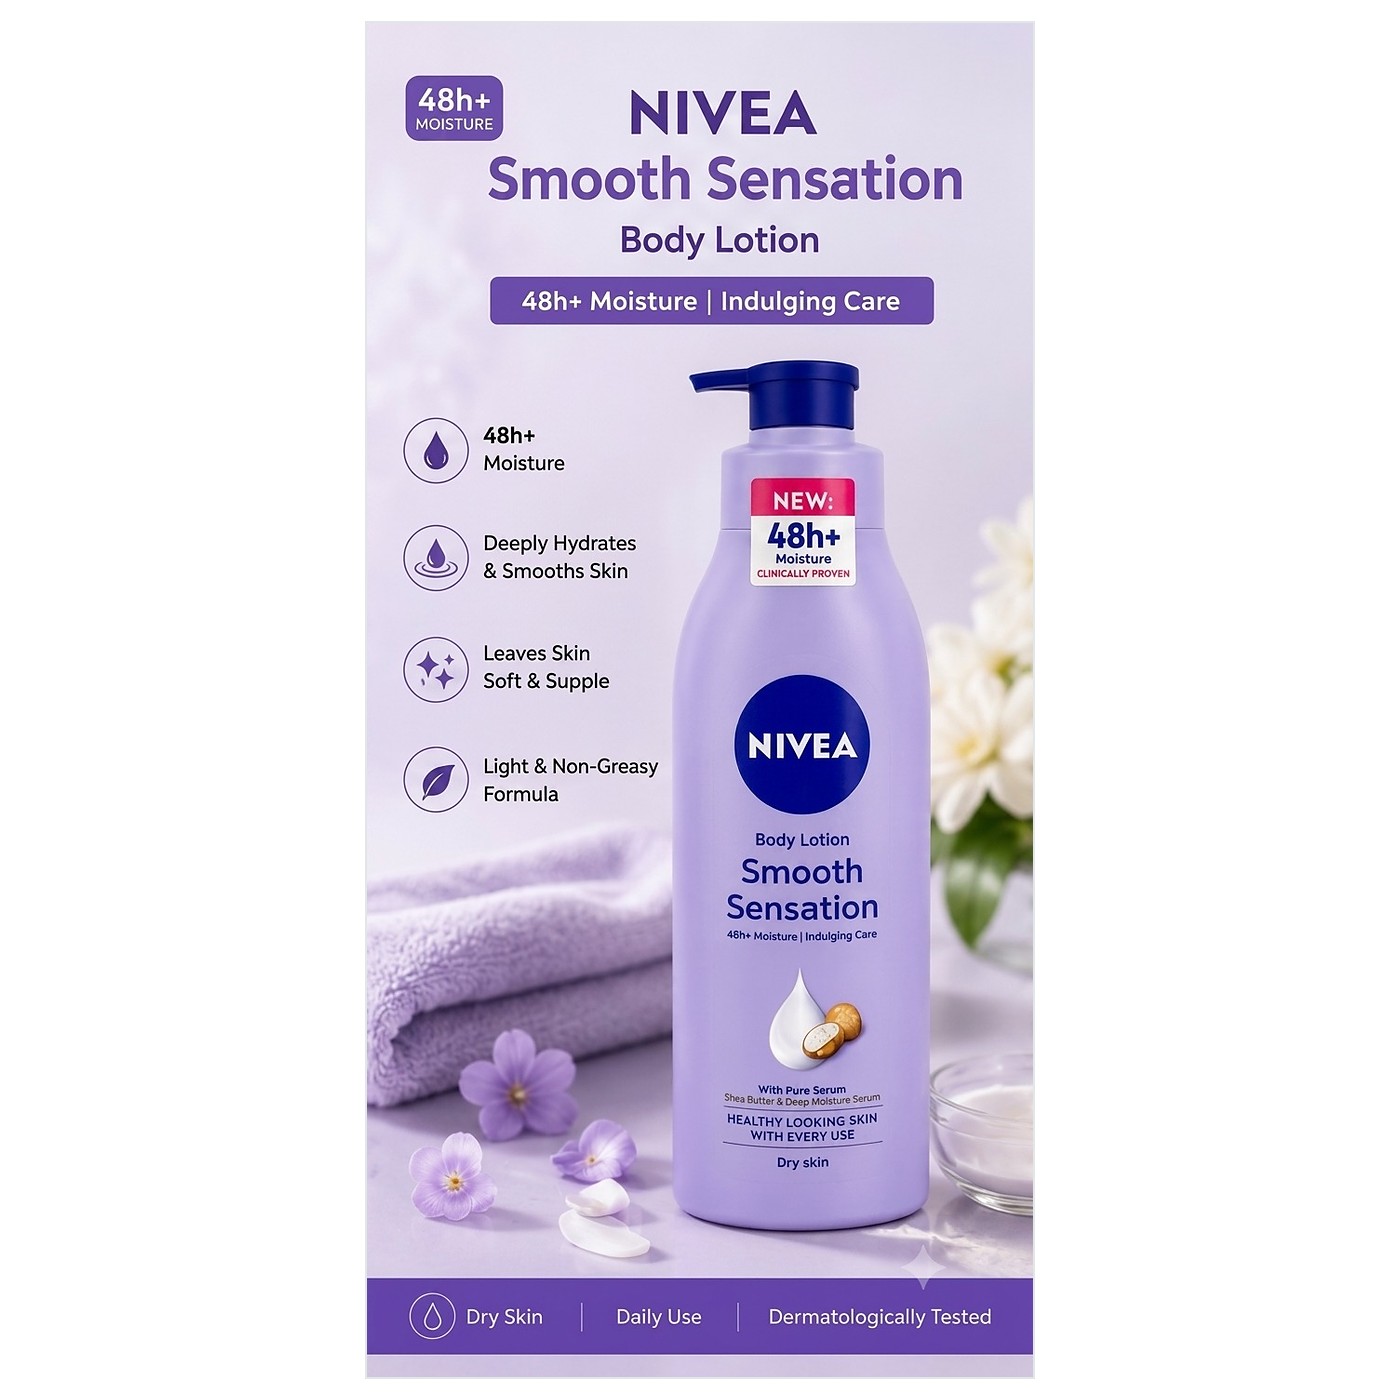 48h+
MOISTURE
NIVEA
Smooth Sensation
Body Lotion
48h+ Moisture | Indulging Care
48h+
Moisture
Deeply Hydrates
& Smooths Skin
Leaves Skin
Soft & Supple
Light & Non-Greasy
Formula
NEW:
48h+
Moisture
CLINICALLY PROVEN
NIVEA
Body Lotion
Smooth
Sensation
48h+ Moisture | Indulging Care
With Pure Serum
Shea Butter & Deep Moisture Serum
HEALTHY LOOKING SKIN
WITH EVERY USE
Dry skin
Dry Skin | Daily Use | Dermatologically Tested